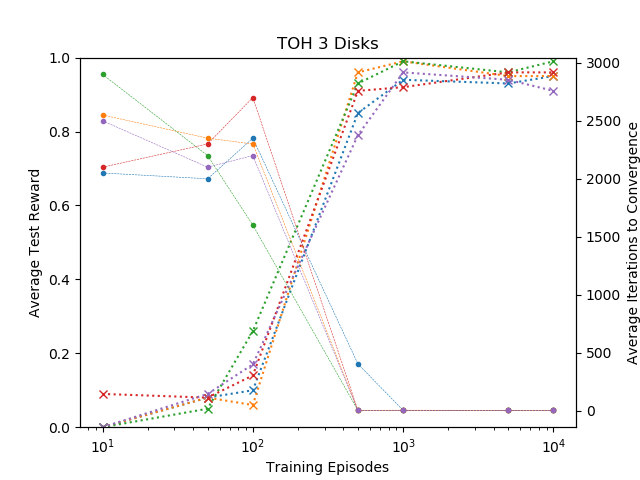 TOH 3 Disks
Average Test Reward
1.0
0.8
0.6
0.4
0.2
0.0
3000
2500
2000
1500
1000
500
0
Average Iterations to Convergence
10¹ 10² 10³ 10⁴
Training Episodes